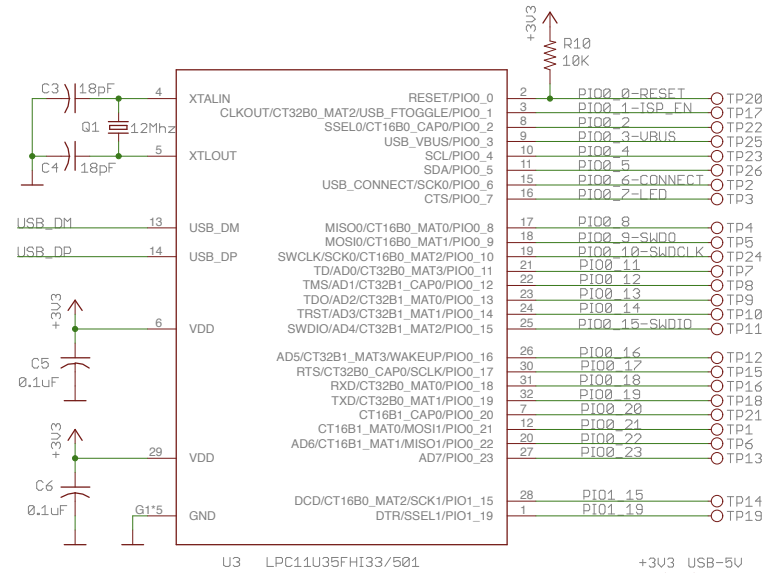 +3V3
R10
10K
C3 18pF
4 XTALIN
Q1 12Mhz
5 XTLOUT
C4 18pF
USB_DM 13 USB_DM
USB_DP 14 USB_DP
+3V3
6 VDD
C5
0.1uF
+3V3
29 VDD
C6
0.1uF
G1*5 GND
RESET/PIO0_0 2 PIO0_0-RESET TP20
CLKOUT/CT32B0_MAT2/USB_FTOGGLE/PIO0_1 3 PIO0_1-ISP_EN TP17
SSEL0/CT16B0_CAP0/PIO0_2 8 PIO0_2 TP22
USB_VBUS/PIO0_3 9 PIO0_3-VBUS TP25
SCL/PIO0_4 10 PIO0_4 TP23
SDA/PIO0_5 11 PIO0_5 TP26
USB_CONNECT/SCK0/PIO0_6 15 PIO0_6-CONNECT TP2
CTS/PIO0_7 16 PIO0_7-LED TP3
MISO0/CT16B0_MAT0/PIO0_8 17 PIO0_8 TP4
MOSI0/CT16B0_MAT1/PIO0_9 18 PIO0_9-SWDO TP5
SWCLK/SCK0/CT16B0_MAT2/PIO0_10 19 PIO0_10-SWDCLK TP24
TD/AD0/CT32B0_MAT3/PIO0_11 21 PIO0_11 TP7
TMS/AD1/CT32B1_CAP0/PIO0_12 22 PIO0_12 TP8
TDO/AD2/CT32B1_MAT0/PIO0_13 23 PIO0_13 TP9
TRST/AD3/CT32B1_MAT1/PIO0_14 24 PIO0_14 TP10
SWDIO/AD4/CT32B1_MAT2/PIO0_15 25 PIO0_15-SWDIO TP11
AD5/CT32B1_MAT3/WAKEUP/PIO0_16 26 PIO0_16 TP12
RTS/CT32B0_CAP0/SCLK/PIO0_17 30 PIO0_17 TP15
RXD/CT32B0_MAT0/PIO0_18 31 PIO0_18 TP16
TXD/CT32B0_MAT1/PIO0_19 32 PIO0_19 TP18
CT16B1_CAP0/PIO0_20 7 PIO0_20 TP21
CT16B1_MAT0/MOSI1/PIO0_21 12 PIO0_21 TP1
AD6/CT16B1_MAT1/MISO1/PIO0_22 20 PIO0_22 TP6
AD7/PIO0_23 27 PIO0_23 TP13
DCD/CT16B0_MAT2/SCK1/PIO1_15 28 PIO1_15 TP14
DTR/SSEL1/PIO1_19 1 PIO1_19 TP19
U3 LPC11U35FHI33/501
+3V3 USB-5V